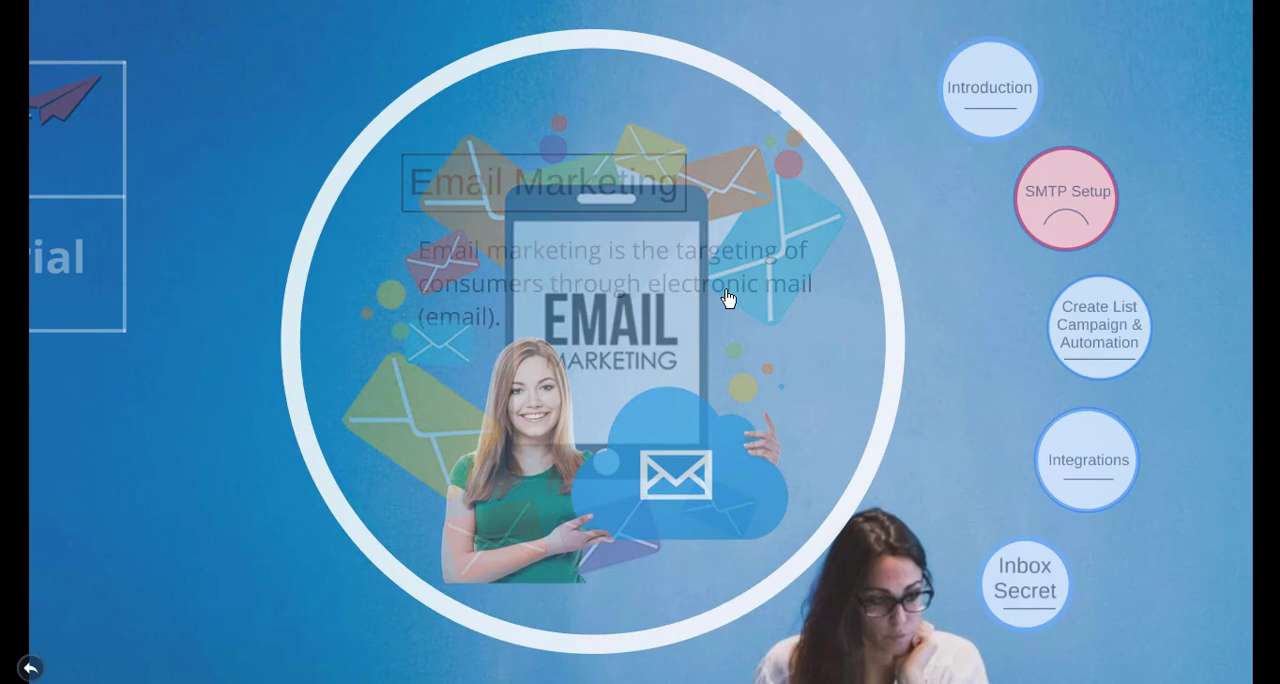 ial
Email Marketing
Email marketing is the targeting of
consumers through electronic mail
(email).
EMAIL
MARKETING
Introduction
SMTP Setup
Create List
Campaign &
Automation
Integrations
Inbox
Secret